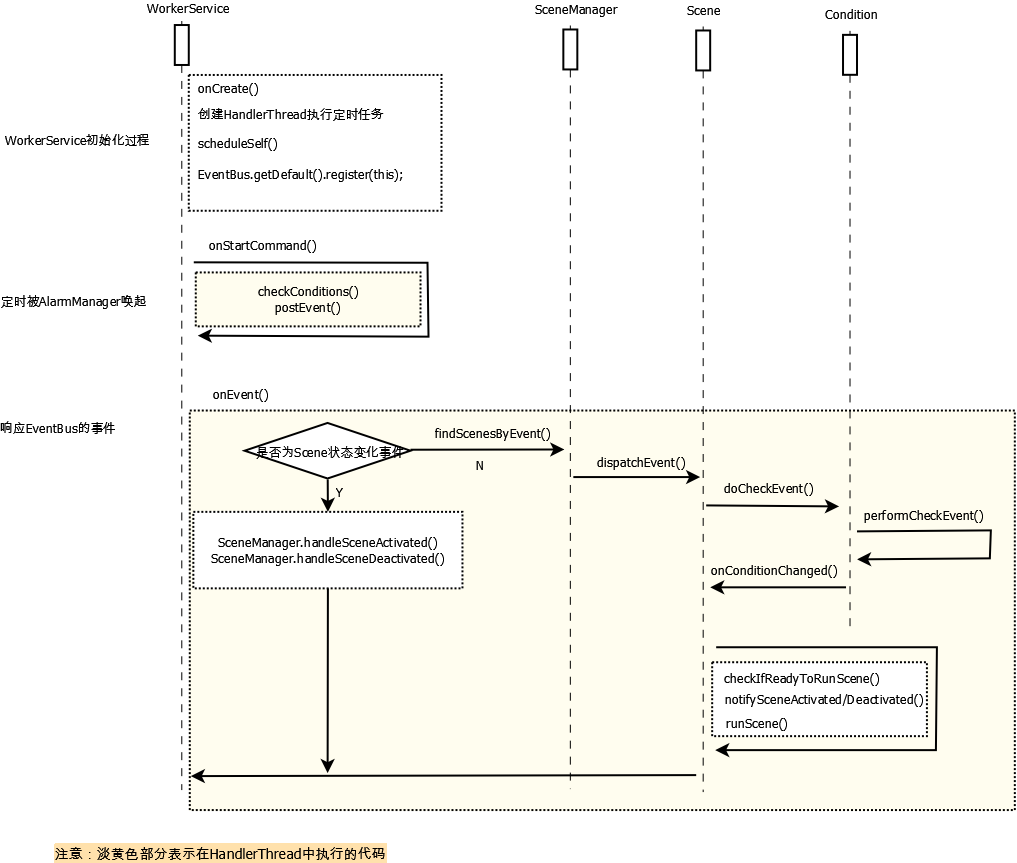 WorkerService
SceneManager
Scene
Condition
onCreate()
创建HandlerThread执行定时任务
WorkerService初始化过程
scheduleSelf()
EventBus.getDefault().register(this);
onStartCommand()
定时被AlarmManager唤起
checkConditions()
postEvent()
onEvent()
响应EventBus的事件
是否为Scene状态变化事件
findScenesByEvent()
N
dispatchEvent()
Y
doCheckEvent()
performCheckEvent()
SceneManager.handleSceneActivated()
SceneManager.handleSceneDeactivated()
onConditionChanged()
checkIfReadyToRunScene()
notifySceneActivated/Deactivated()
runScene()
注意：淡黄色部分表示在HandlerThread中执行的代码